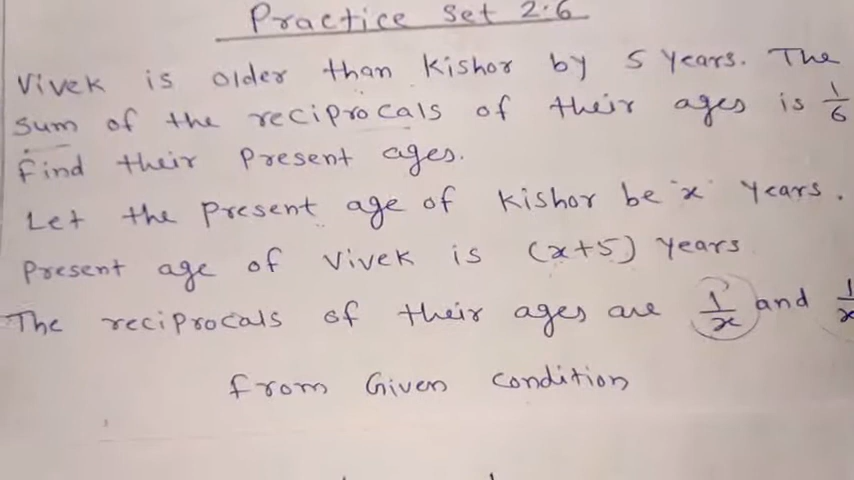 Practice Set 2.6
Vivek is older than Kishor by 5 years. The
sum of the reciprocals of their ages is 1/6
find their present ages.
Let the present age of Kishor be 'x' years.
present age of Vivek is (x+5) years
The reciprocals of their ages are 1/x and 1/x
from Given condition